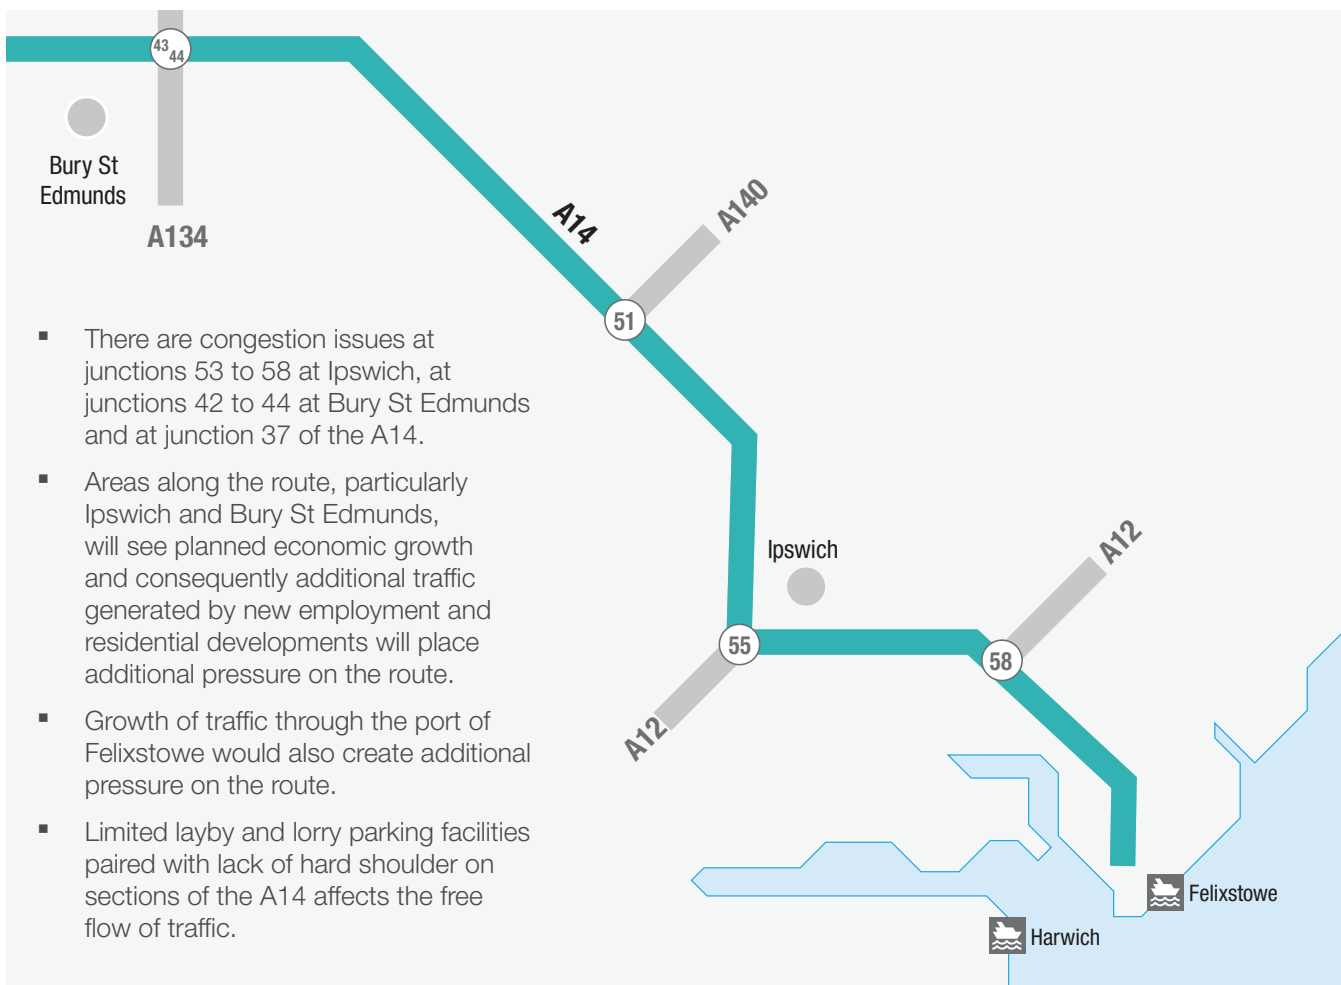 43
44
Bury St
Edmunds
A134
A14
A140
51
▪ There are congestion issues at
junctions 53 to 58 at Ipswich, at
junctions 42 to 44 at Bury St Edmunds
and at junction 37 of the A14.
▪ Areas along the route, particularly
Ipswich and Bury St Edmunds,
will see planned economic growth
and consequently additional traffic
generated by new employment and
residential developments will place
additional pressure on the route.
▪ Growth of traffic through the port of
Felixstowe would also create additional
pressure on the route.
▪ Limited layby and lorry parking facilities
paired with lack of hard shoulder on
sections of the A14 affects the free
flow of traffic.
Ipswich
A12
55
58
A12
Felixstowe
Harwich